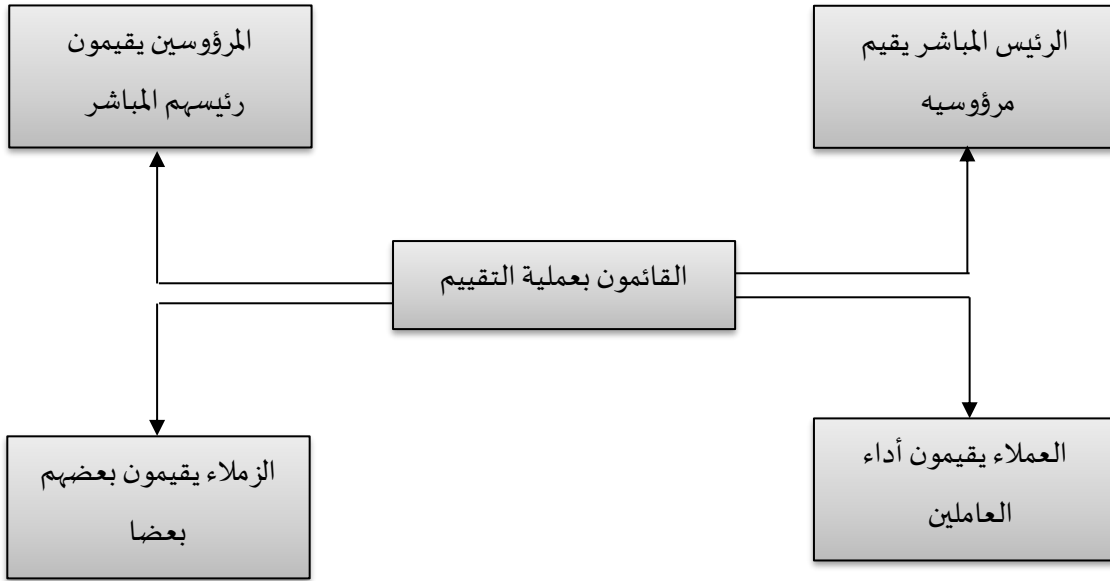 الرئيس المباشر يقيم
مرؤوسيه
المرؤوسين يقيمون
رئيسهم المباشر
القائمون بعملية التقييم
العملاء يقيمون أداء
العاملين
الزملاء يقيمون بعضهم
بعضا